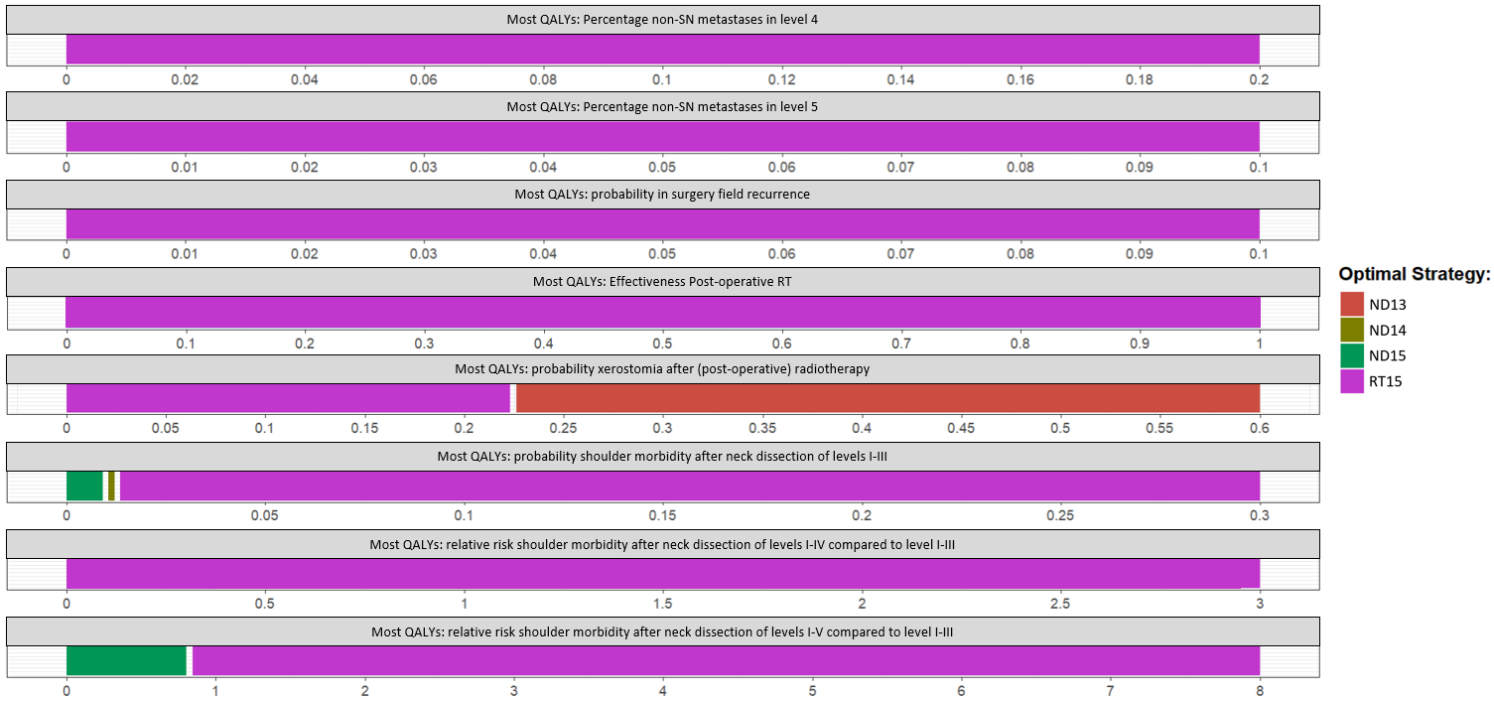 Most QALYs: Percentage non-SN metastases in level 4
0 0.02 0.04 0.06 0.08 0.1 0.12 0.14 0.16 0.18 0.2
Most QALYs: Percentage non-SN metastases in level 5
0 0.01 0.02 0.03 0.04 0.05 0.06 0.07 0.08 0.09 0.1
Most QALYs: probability in surgery field recurrence
0 0.01 0.02 0.03 0.04 0.05 0.06 0.07 0.08 0.09 0.1
Most QALYs: Effectiveness Post-operative RT
0 0.1 0.2 0.3 0.4 0.5 0.6 0.7 0.8 0.9 1
Most QALYs: probability xerostomia after (post-operative) radiotherapy
0 0.05 0.1 0.15 0.2 0.25 0.3 0.35 0.4 0.45 0.5 0.55 0.6
Most QALYs: probability shoulder morbidity after neck dissection of levels I-III
0 0.05 0.1 0.15 0.2 0.25 0.3
Most QALYs: relative risk shoulder morbidity after neck dissection of levels I-IV compared to level I-III
0 0.5 1 1.5 2 2.5 3
Most QALYs: relative risk shoulder morbidity after neck dissection of levels I-V compared to level I-III
0 1 2 3 4 5 6 7 8
Optimal Strategy:
ND13
ND14
ND15
RT15